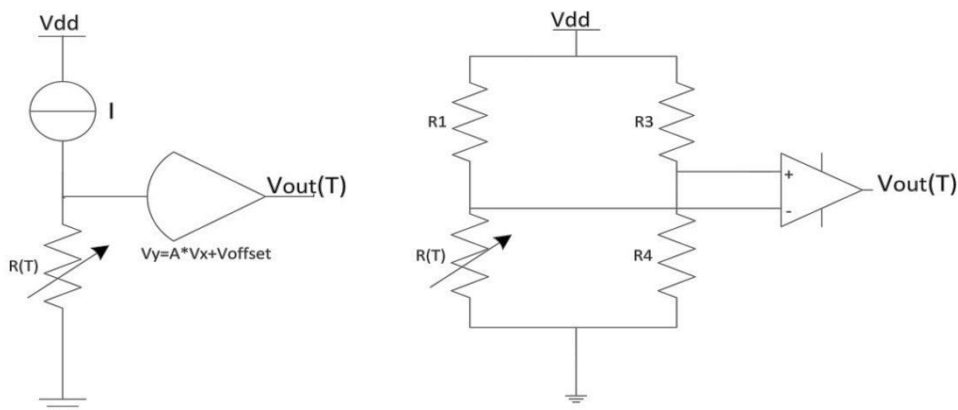 Vdd
I
Vout(T)
R(T)
Vy=A*Vx+Voffset
Vdd
R1
R3
+
-
Vout(T)
R(T)
R4